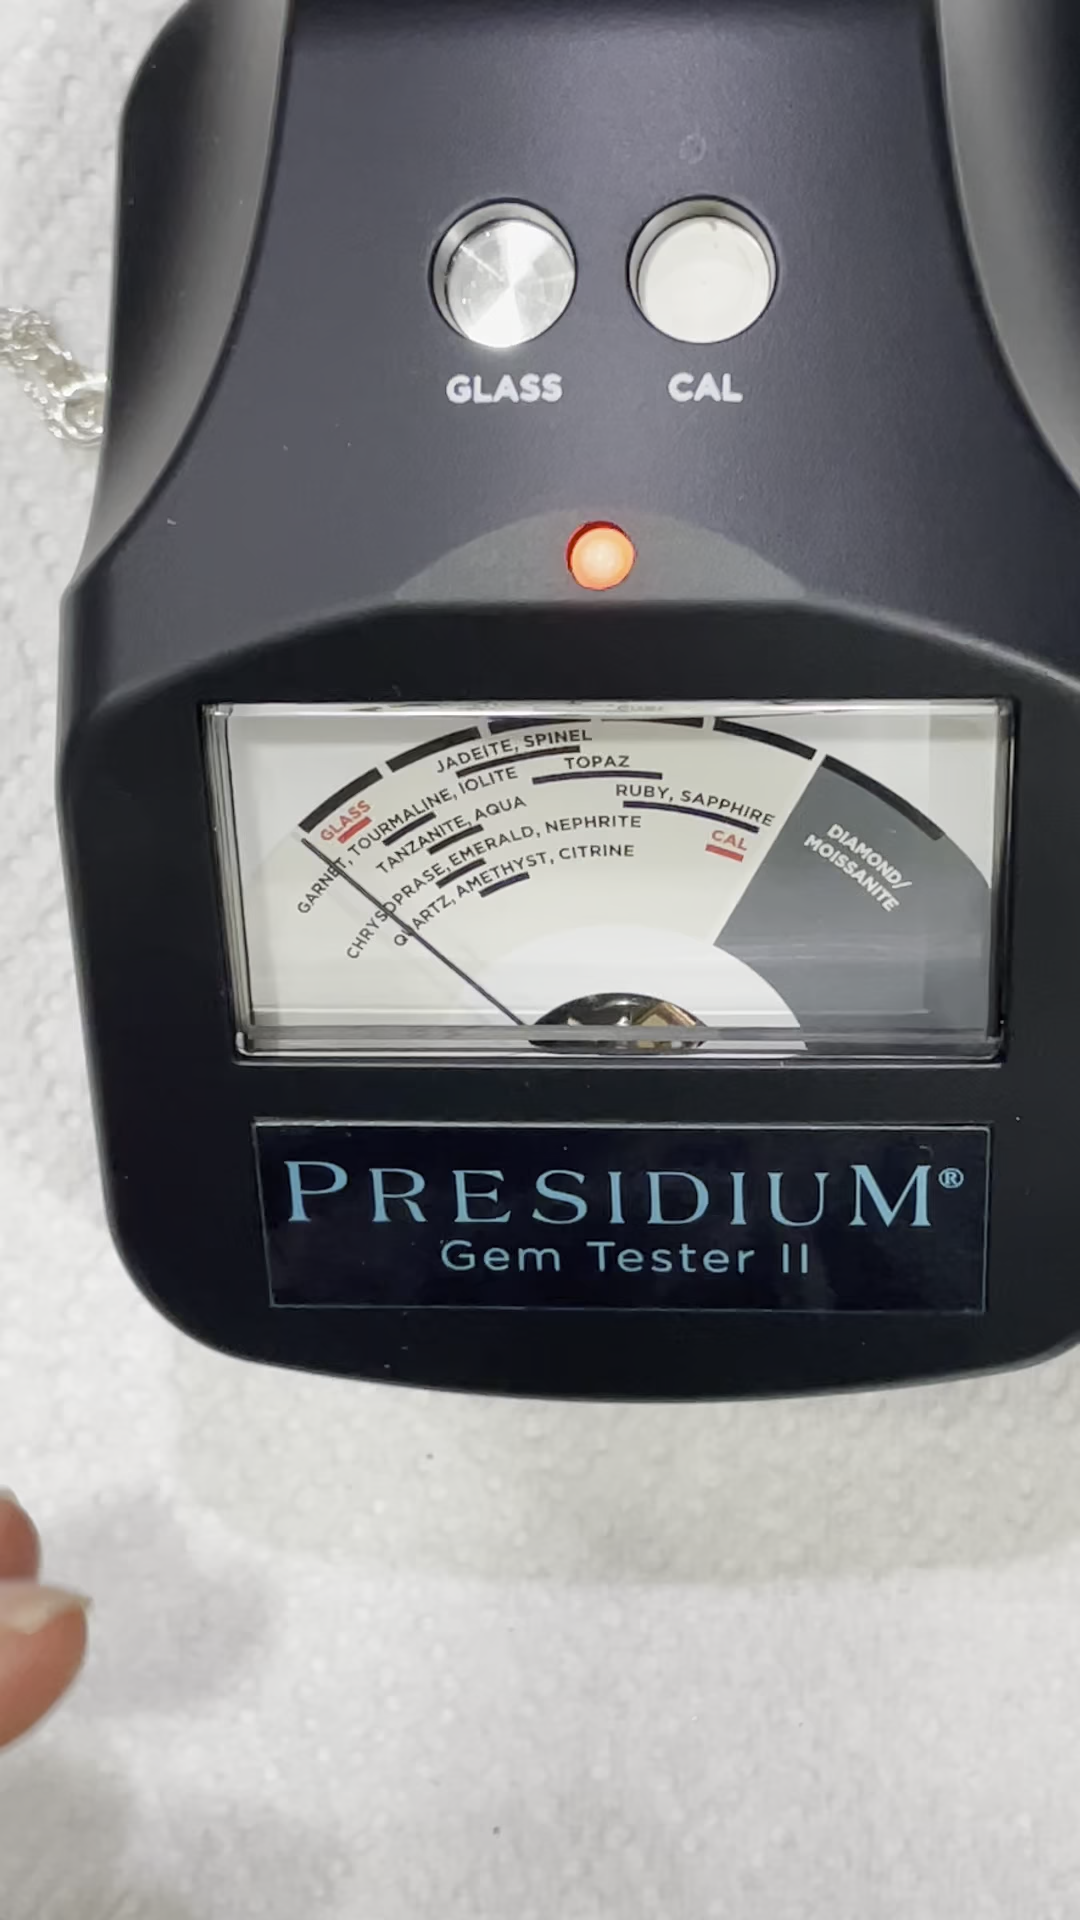 GLASS
CAL
JADEITE, SPINEL
TOPAZ
GLASS
GARNET, TOURMALINE, IOLITE
RUBY, SAPPHIRE
TANZANITE, AQUA
CAL
CHRYSOPRASE, EMERALD, NEPHRITE
DIAMOND/
MOISSANITE
QUARTZ, AMETHYST, CITRINE
PRESIDIUM®
Gem Tester II